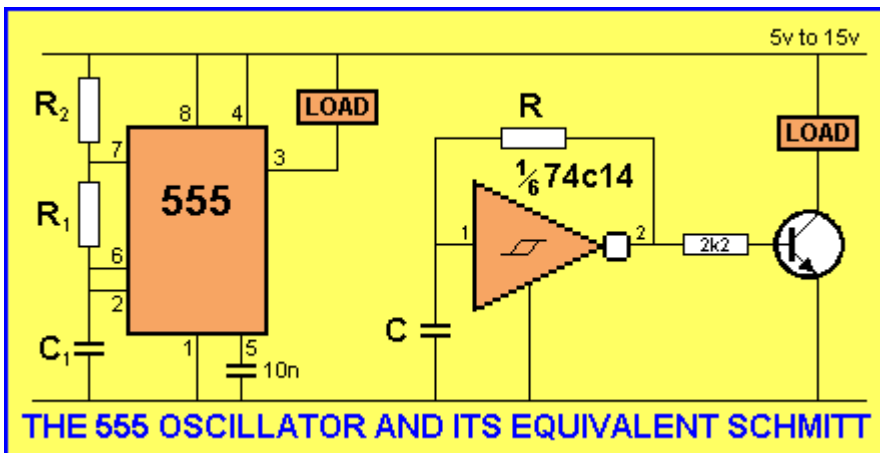 5v to 15v
R2
8
4
LOAD
R
LOAD
7
3
1/6 74c14
555
R1
1
2
2k2
6
2
C1
1
5
10n
C
THE 555 OSCILLATOR AND ITS EQUIVALENT SCHMITT